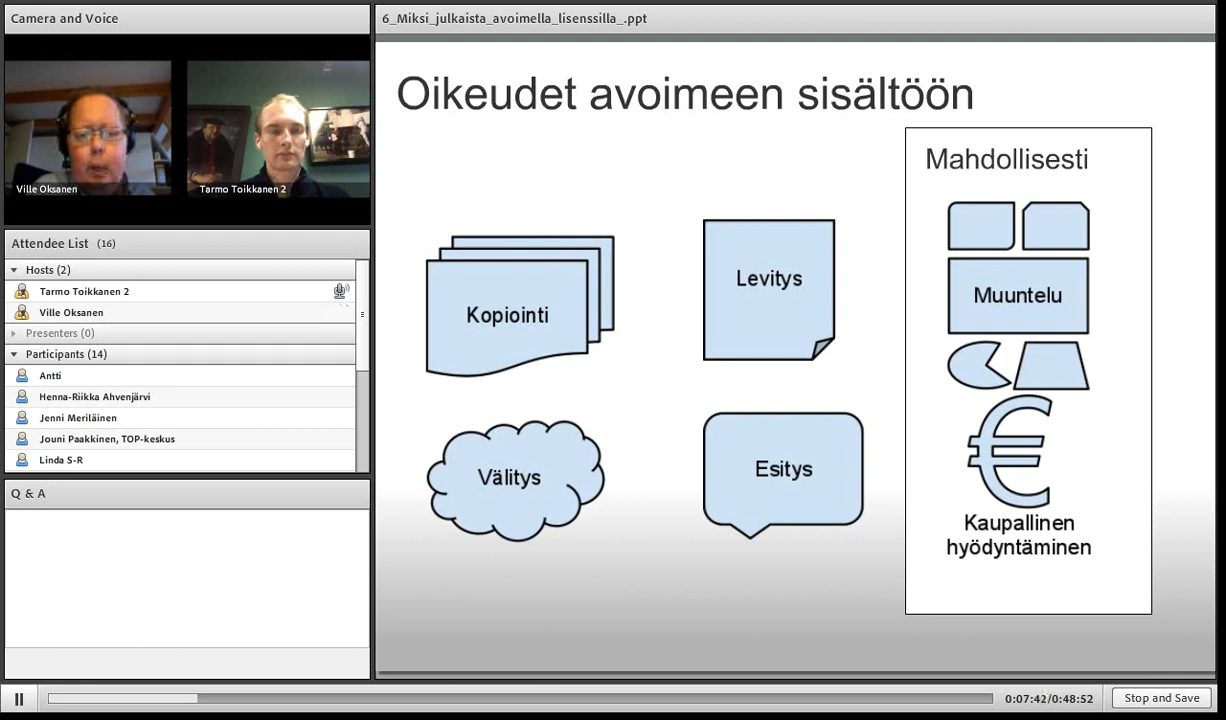 Camera and Voice
Ville Oksanen
Tarmo Toikkanen 2
Attendee List (16)
Hosts (2)
Tarmo Toikkanen 2
Ville Oksanen
Presenters (0)
Participants (14)
Antti
Henna-Riikka Ahvenjärvi
Jenni Meriläinen
Jouni Paakkinen, TOP-keskus
Linda S-R
Q & A
6_Miksi_julkaista_avoimella_lisenssilla_.ppt
Oikeudet avoimeen sisältöön
Kopiointi
Levitys
Välitys
Esitys
Mahdollisesti
Muuntelu
€
Kaupallinen
hyödyntäminen
0:07:42/0:48:52
Stop and Save